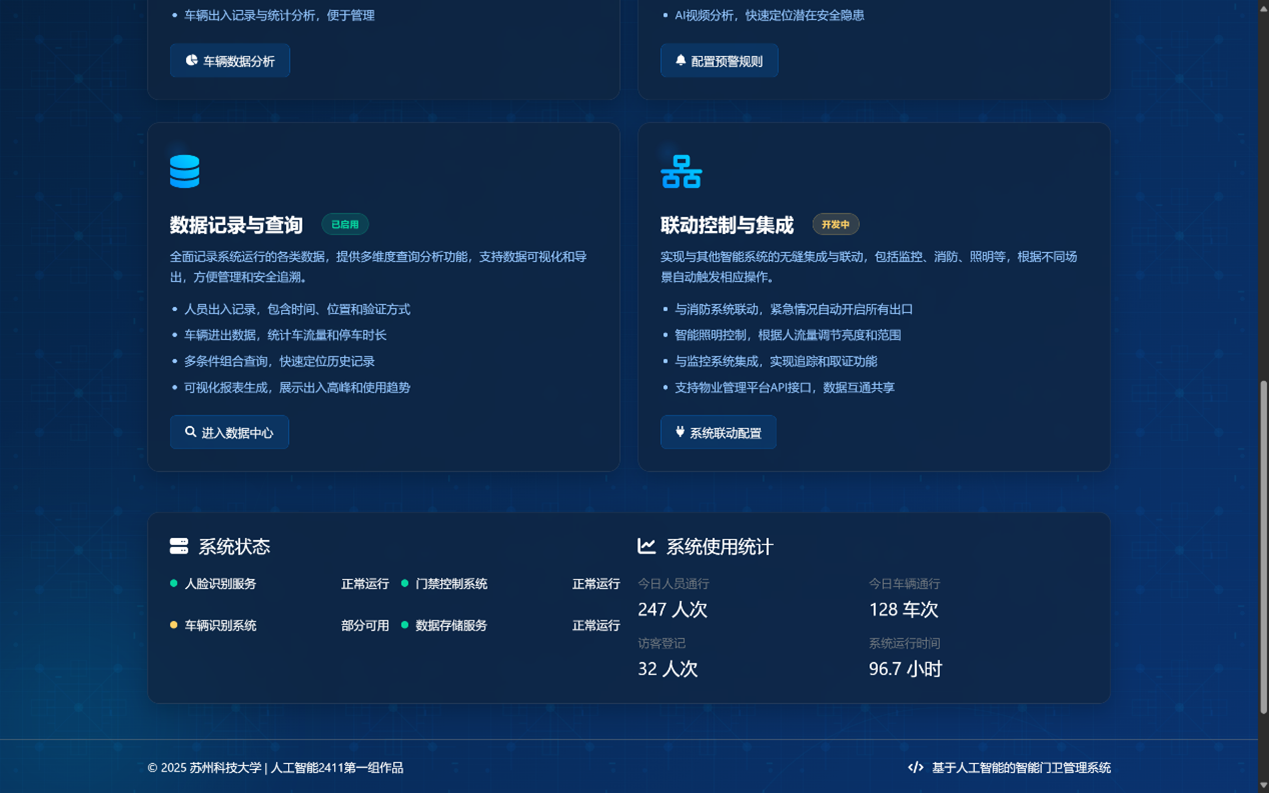 车辆出入记录与统计分析，便于管理
车辆数据分析
AI视频分析，快速定位潜在安全隐患
配置预警规则
数据记录与查询 已启用
全面记录系统运行的各类数据，提供多维度查询分析功能，支持数据可视化和导
出，方便管理和安全追溯。
人员出入记录，包含时间、位置和验证方式
车辆进出数据，统计车流量和停车时长
多条件组合查询，快速定位历史记录
可视化报表生成，展示出入高峰和使用趋势
进入数据中心
联动控制与集成 开发中
实现与其他智能系统的无缝集成与联动，包括监控、消防、照明等，根据不同场
景自动触发相应操作。
与消防系统联动，紧急情况自动开启所有出口
智能照明控制，根据人流量调节亮度和范围
与监控系统集成，实现追踪和取证功能
支持物业管理平台API接口，数据互通共享
系统联动配置
系统状态
人脸识别服务 正常运行 门禁控制系统 正常运行
车辆识别系统 部分可用 数据存储服务 正常运行
系统使用统计
今日人员通行 今日车辆通行
247 人次 128 车次
访客登记 系统运行时间
32 人次 96.7 小时
© 2025 苏州科技大学 | 人工智能2411第一组作品
基于人工智能的智能门卫管理系统